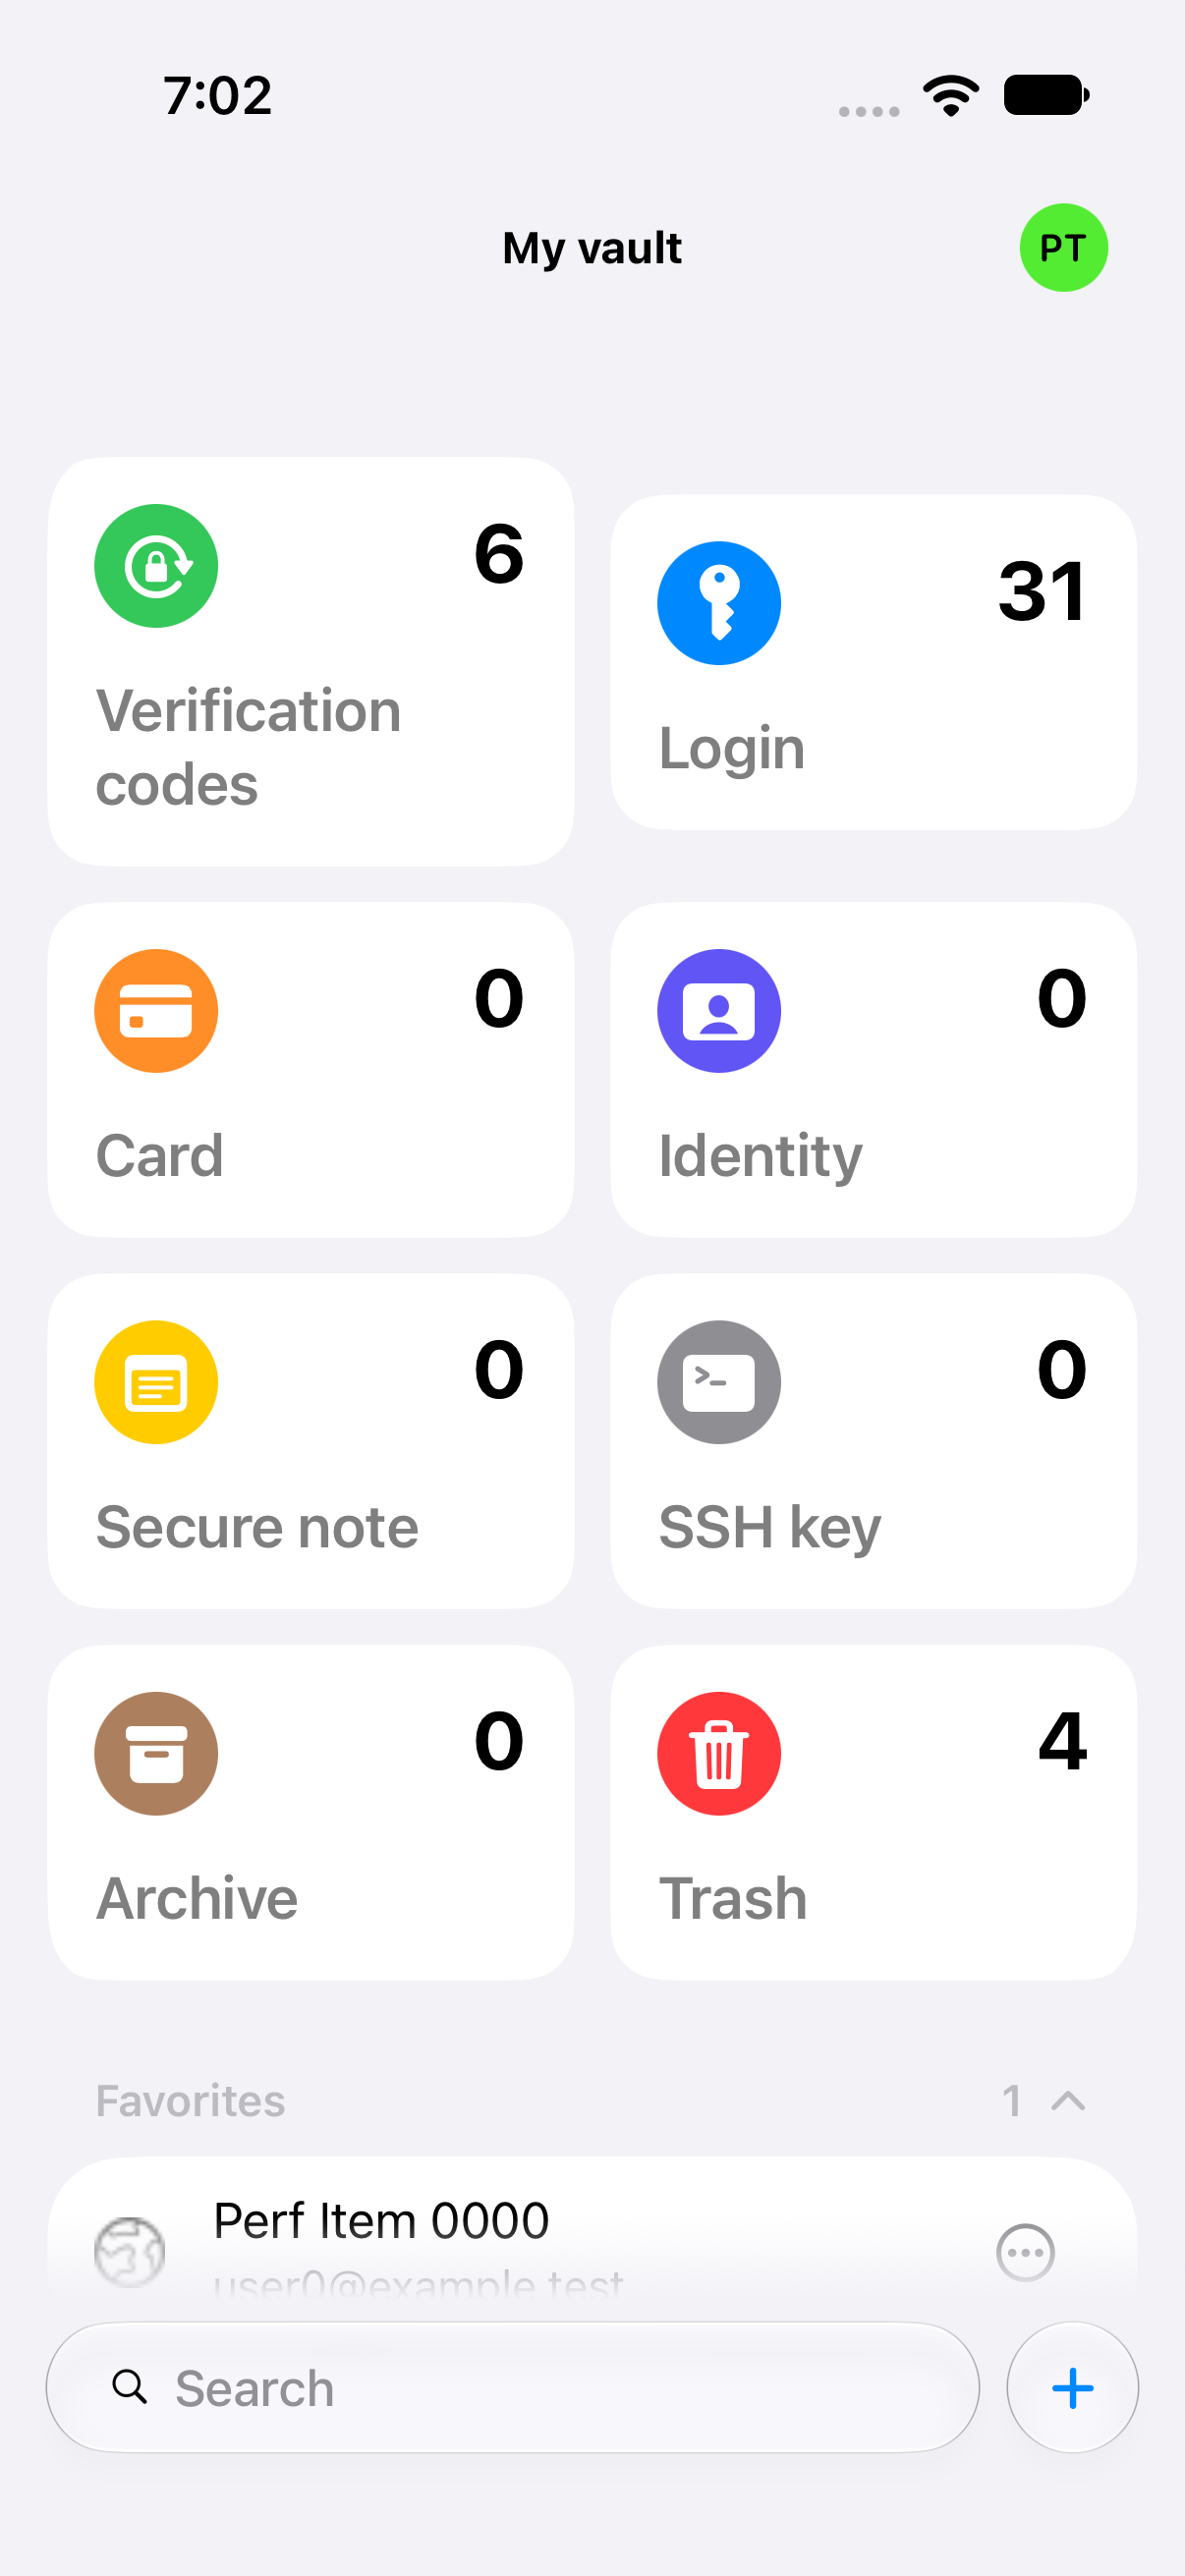 7:02
My vault
PT
6
Verification
codes
31
Login
0
Card
0
Identity
0
Secure note
0
SSH key
0
Archive
4
Trash
Favorites
1
Perf Item 0000
user0@example.test
Search